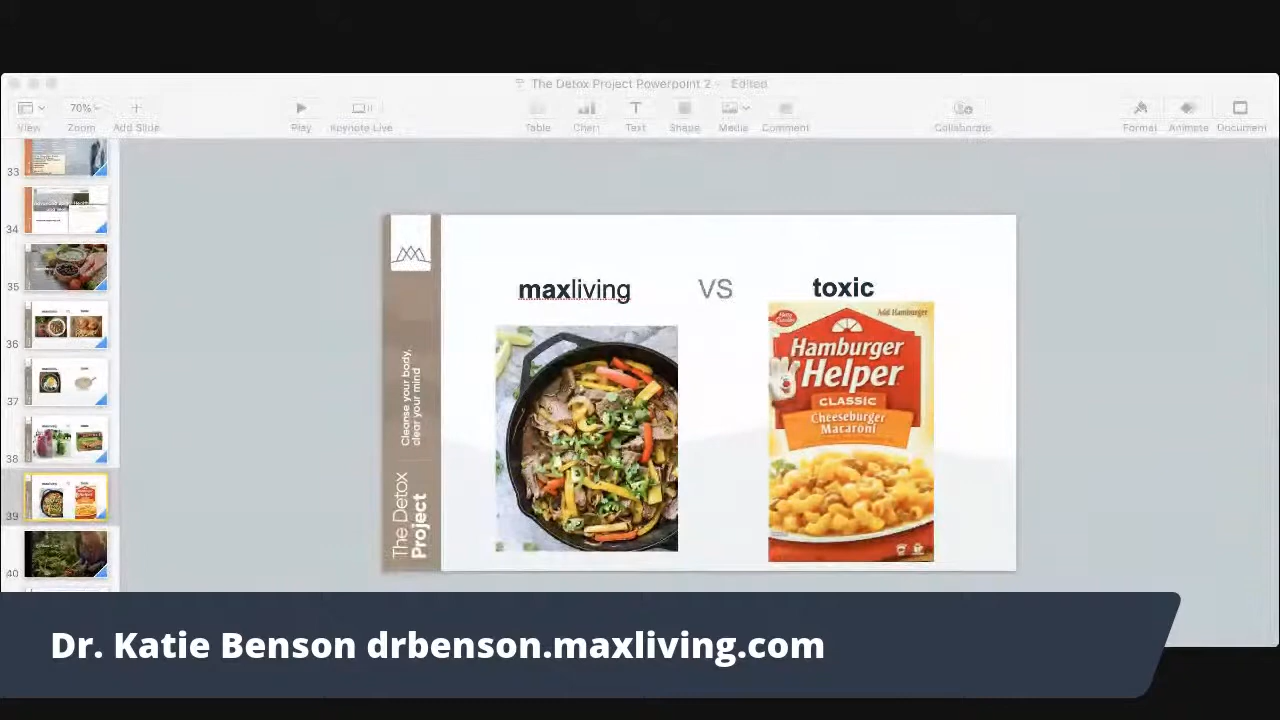 The Detox Project Powerpoint 2 — Edited
70%
View
Zoom
Add Slide
Play
Keynote Live
Table
Chart
Text
Shape
Media
Comment
Collaborate
Format
Animate
Document
33
34
35
36
37
38
39
40
The Detox
Project
Cleanse your body,
clear your mind
maxliving
VS
toxic
Betty Crocker
Add Hamburger
Hamburger
Helper
CLASSIC
Cheeseburger
Macaroni
Dr. Katie Benson drbenson.maxliving.com